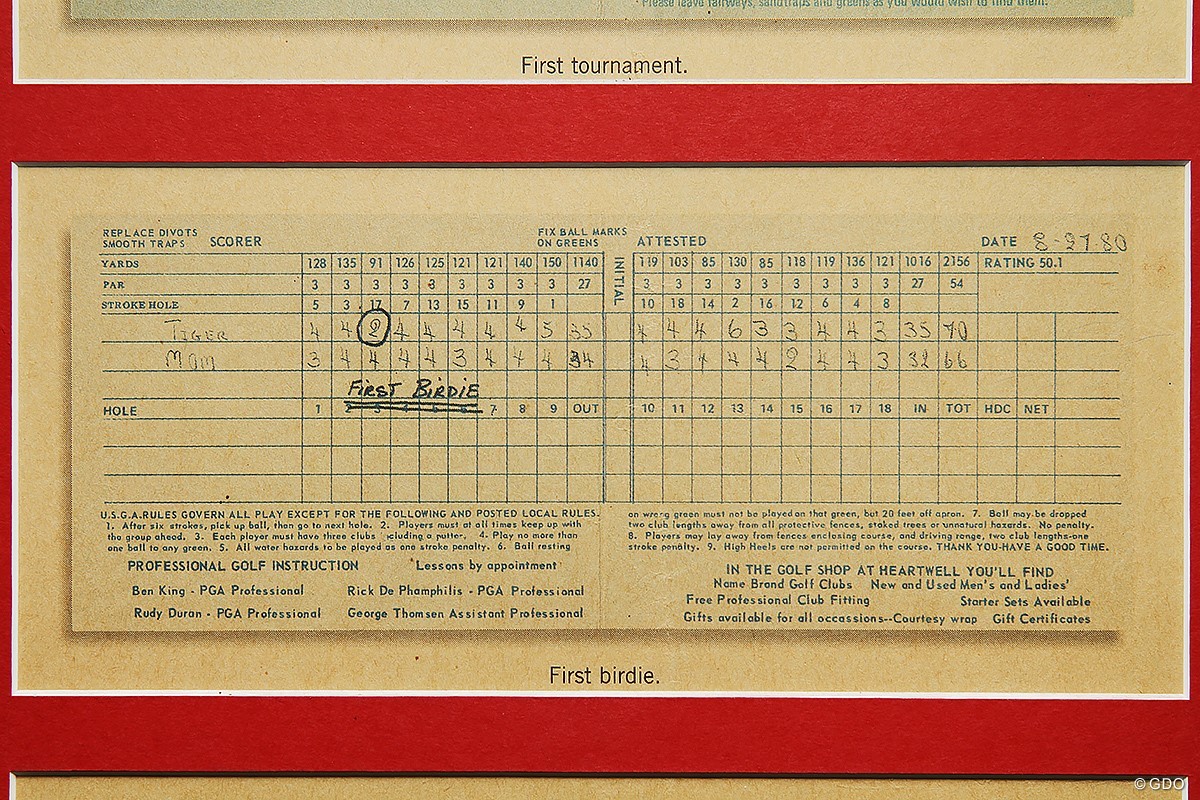 Please leave fairways, sandtraps and greens as you would wish to find them.
First tournament.
REPLACE DIVOTS
SMOOTH TRAPS SCORER FIX BALL MARKS
ON GREENS ATTESTED DATE 8-27-80
YARDS 128 135 91 126 125 121 121 140 150 1140 INITIAL 119 103 85 130 85 118 119 136 121 1016 2156 RATING 50.1
PAR 3 3 3 3 3 3 3 3 3 27 3 3 3 3 3 3 3 3 3 27 54
STROKE HOLE 5 3 17 7 13 15 11 9 1 10 18 14 2 16 12 6 4 8
TIGER 4 4 2 4 4 4 4 4 5 35 4 4 4 6 3 3 4 4 3 35 70
MOM 3 4 4 4 4 3 4 4 4 34 4 3 4 4 4 2 4 4 3 32 66
FIRST BIRDIE
HOLE 1 2 3 4 5 6 7 8 9 OUT 10 11 12 13 14 15 16 17 18 IN TOT HDC NET
U.S.G.A. RULES GOVERN ALL PLAY EXCEPT FOR THE FOLLOWING AND POSTED LOCAL RULES.
1. After six strokes, pick up ball, then go to next hole. 2. Players must at all times keep up with
the group ahead. 3. Each player must have three clubs including a putter. 4. Play no more than
one ball to any green. 5. All water hazards to be played as one stroke penalty. 6. Ball resting
on wrong green must not be played on that green, but 20 feet off apron. 7. Ball may be dropped
two club lengths away from all protective fences, staked trees or unnatural hazards. No penalty.
8. Players may lay away from fences enclosing course, and driving range, two club lengths-one
stroke penalty. 9. High Heels are not permitted on the course. THANK YOU-HAVE A GOOD TIME.
PROFESSIONAL GOLF INSTRUCTION 'Lessons by appointment'
Ben King - PGA Professional Rick De Phamphilis - PGA Professional
Rudy Duran - PGA Professional George Thomsen Assistant Professional
IN THE GOLF SHOP AT HEARTWELL YOU'LL FIND
Name Brand Golf Clubs New and Used Men's and Ladies'
Free Professional Club Fitting Starter Sets Available
Gifts available for all occassions--Courtesy wrap Gift Certificates
First birdie.
© GDO